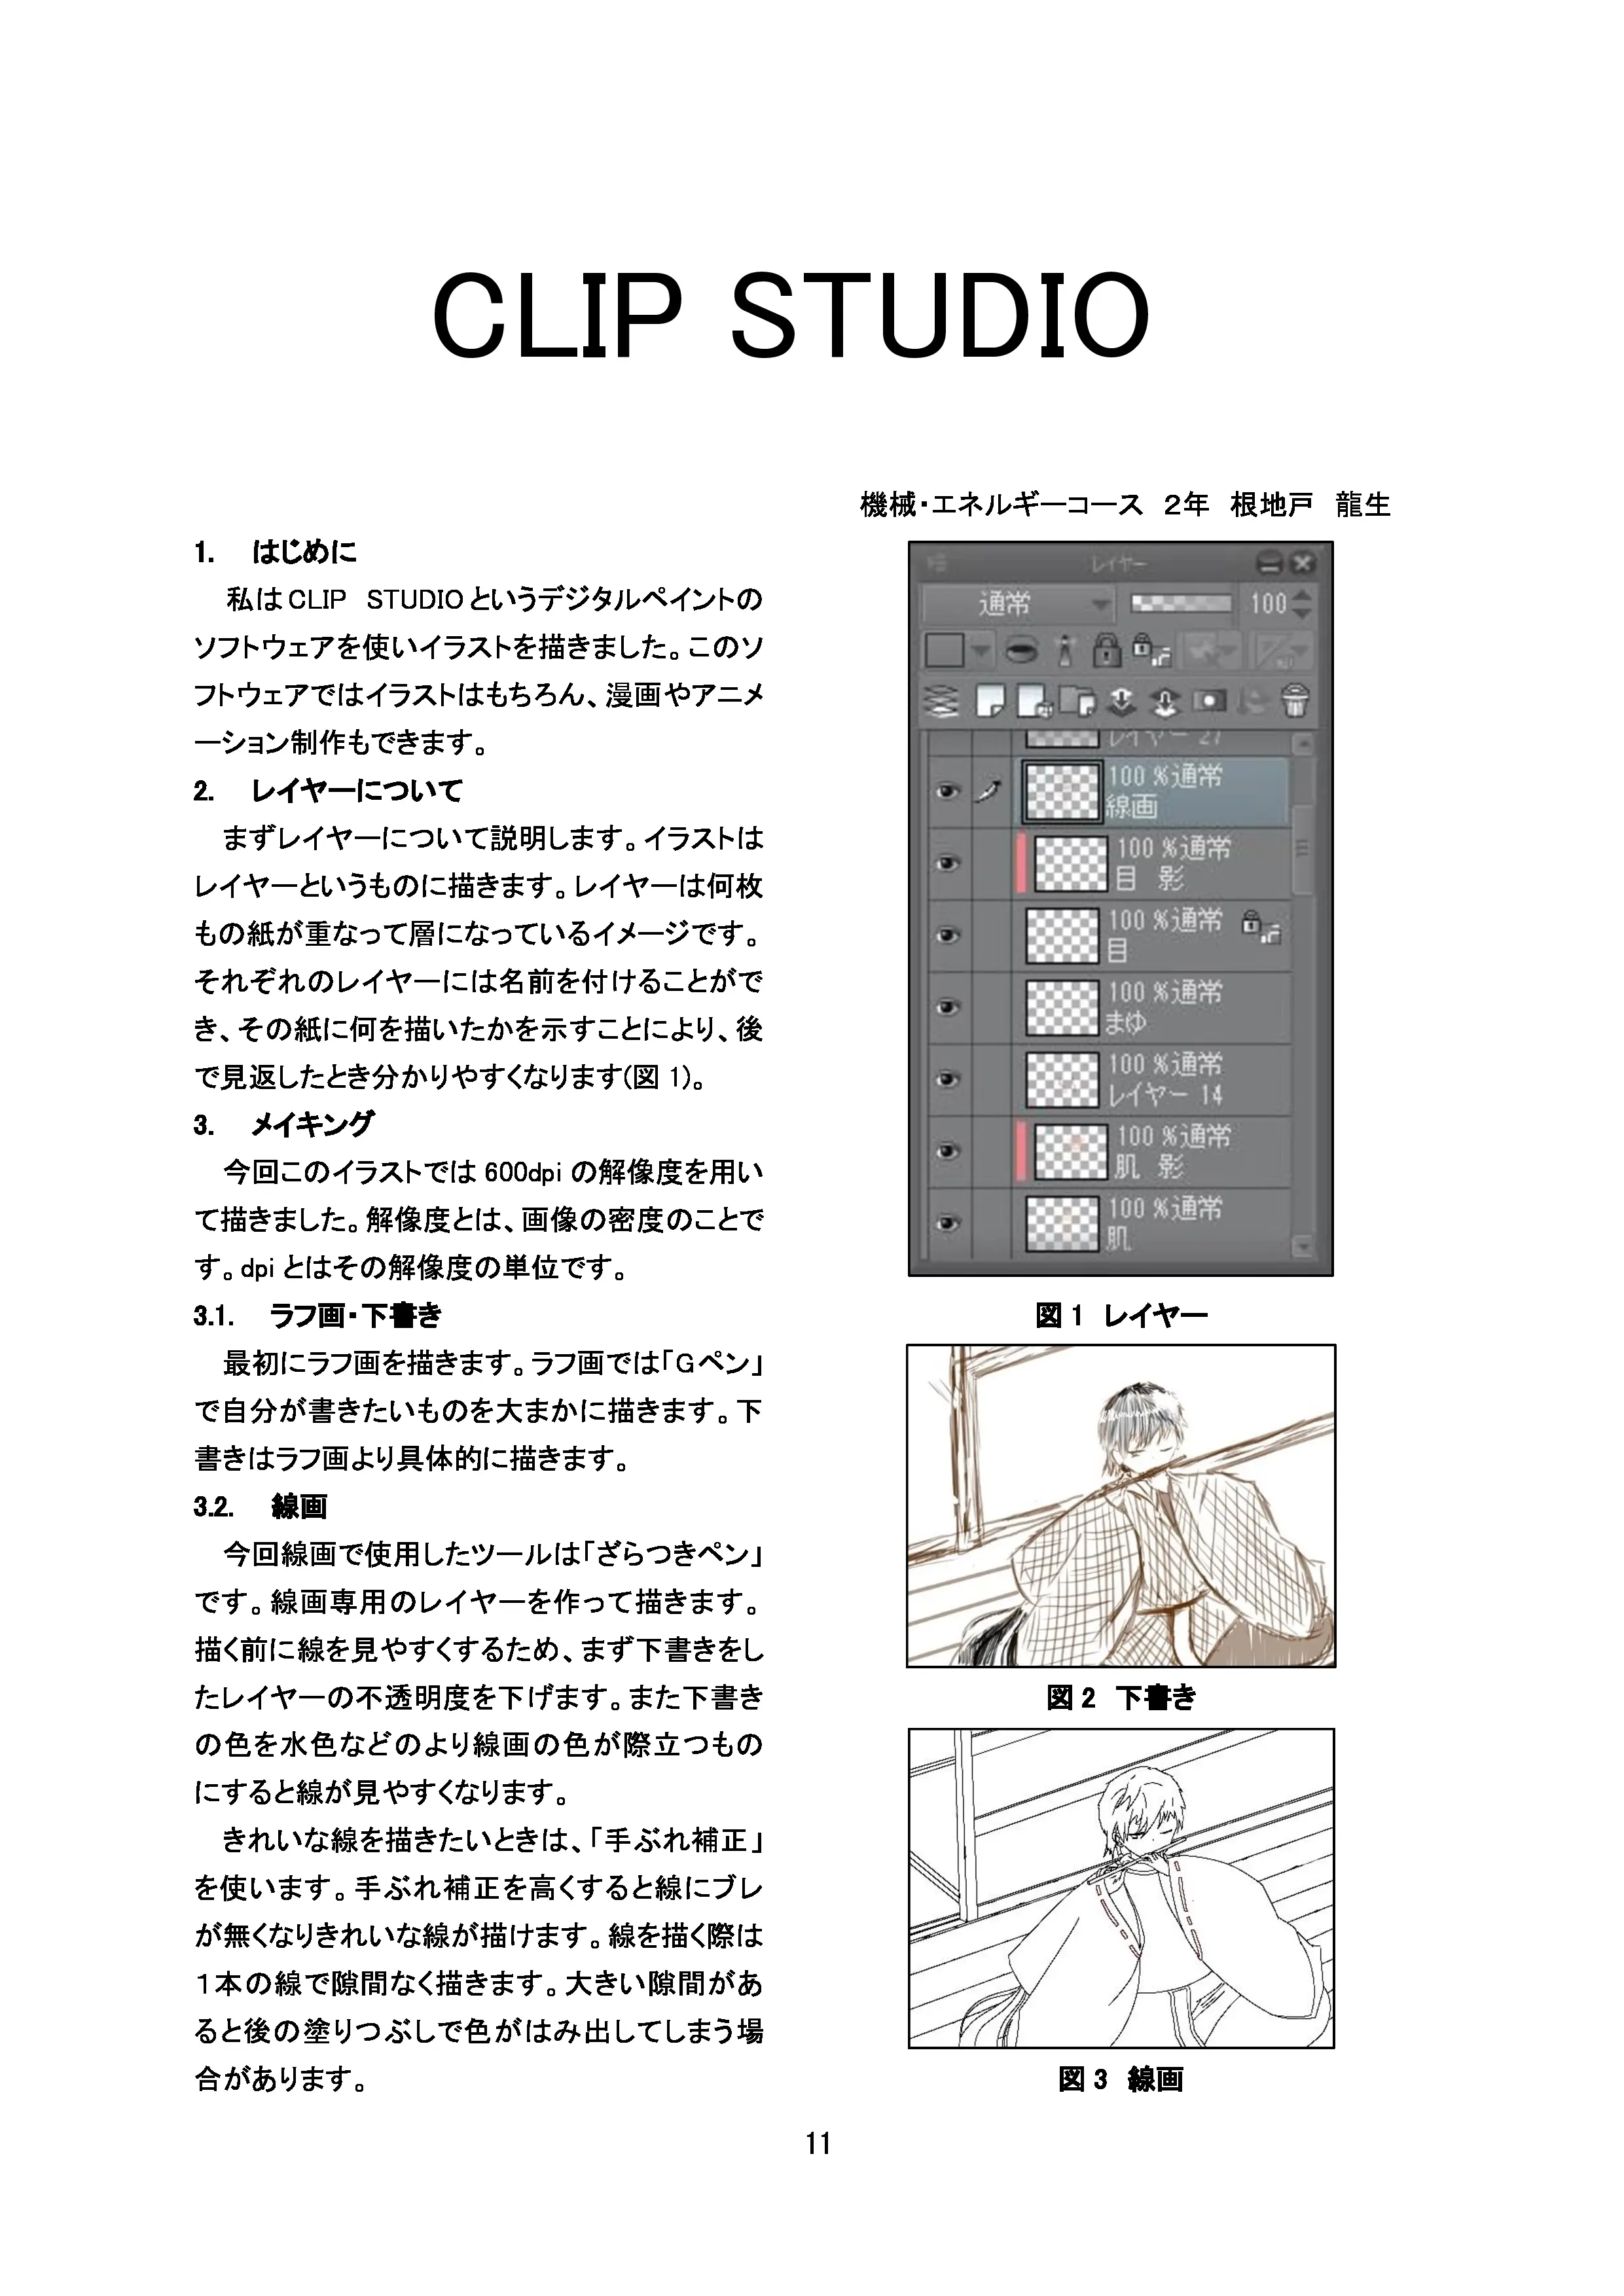 CLIP STUDIO
機械・エネルギーコース　2年　根地戸　龍生
1.　はじめに
　私はCLIP　STUDIOというデジタルペイントの
ソフトウェアを使いイラストを描きました。このソ
フトウェアではイラストはもちろん、漫画やアニメ
ーション制作もできます。
2.　レイヤーについて
　まずレイヤーについて説明します。イラストは
レイヤーというものに描きます。レイヤーは何枚
もの紙が重なって層になっているイメージです。
それぞれのレイヤーには名前を付けることがで
き、その紙に何を描いたかを示すことにより、後
で見返したとき分かりやすくなります(図 1)。
3.　メイキング
　今回このイラストでは 600dpi の解像度を用い
て描きました。解像度とは、画像の密度のことで
す。dpi とはその解像度の単位です。
3.1.　ラフ画・下書き
　最初にラフ画を描きます。ラフ画では「Gペン」
で自分が書きたいものを大まかに描きます。下
書きはラフ画より具体的に描きます。
3.2.　線画
　今回線画で使用したツールは「ざらつきペン」
です。線画専用のレイヤーを作って描きます。
描く前に線を見やすくするため、まず下書きをし
たレイヤーの不透明度を下げます。また下書き
の色を水色などのより線画の色が際立つもの
にすると線が見やすくなります。
　きれいな線を描きたいときは、「手ぶれ補正」
を使います。手ぶれ補正を高くすると線にブレ
が無くなりきれいな線が描けます。線を描く際は
1本の線で隙間なく描きます。大きい隙間があ
ると後の塗りつぶしで色がはみ出してしまう場
合があります。
レイヤー
通常 100
レイヤー 27
100 %通常
線画
100 %通常
目　影
100 %通常
目
100 %通常
まゆ
100 %通常
レイヤー 14
100 %通常
肌　影
100 %通常
肌
図 1　レイヤー
図 2　下書き
図 3　線画
11